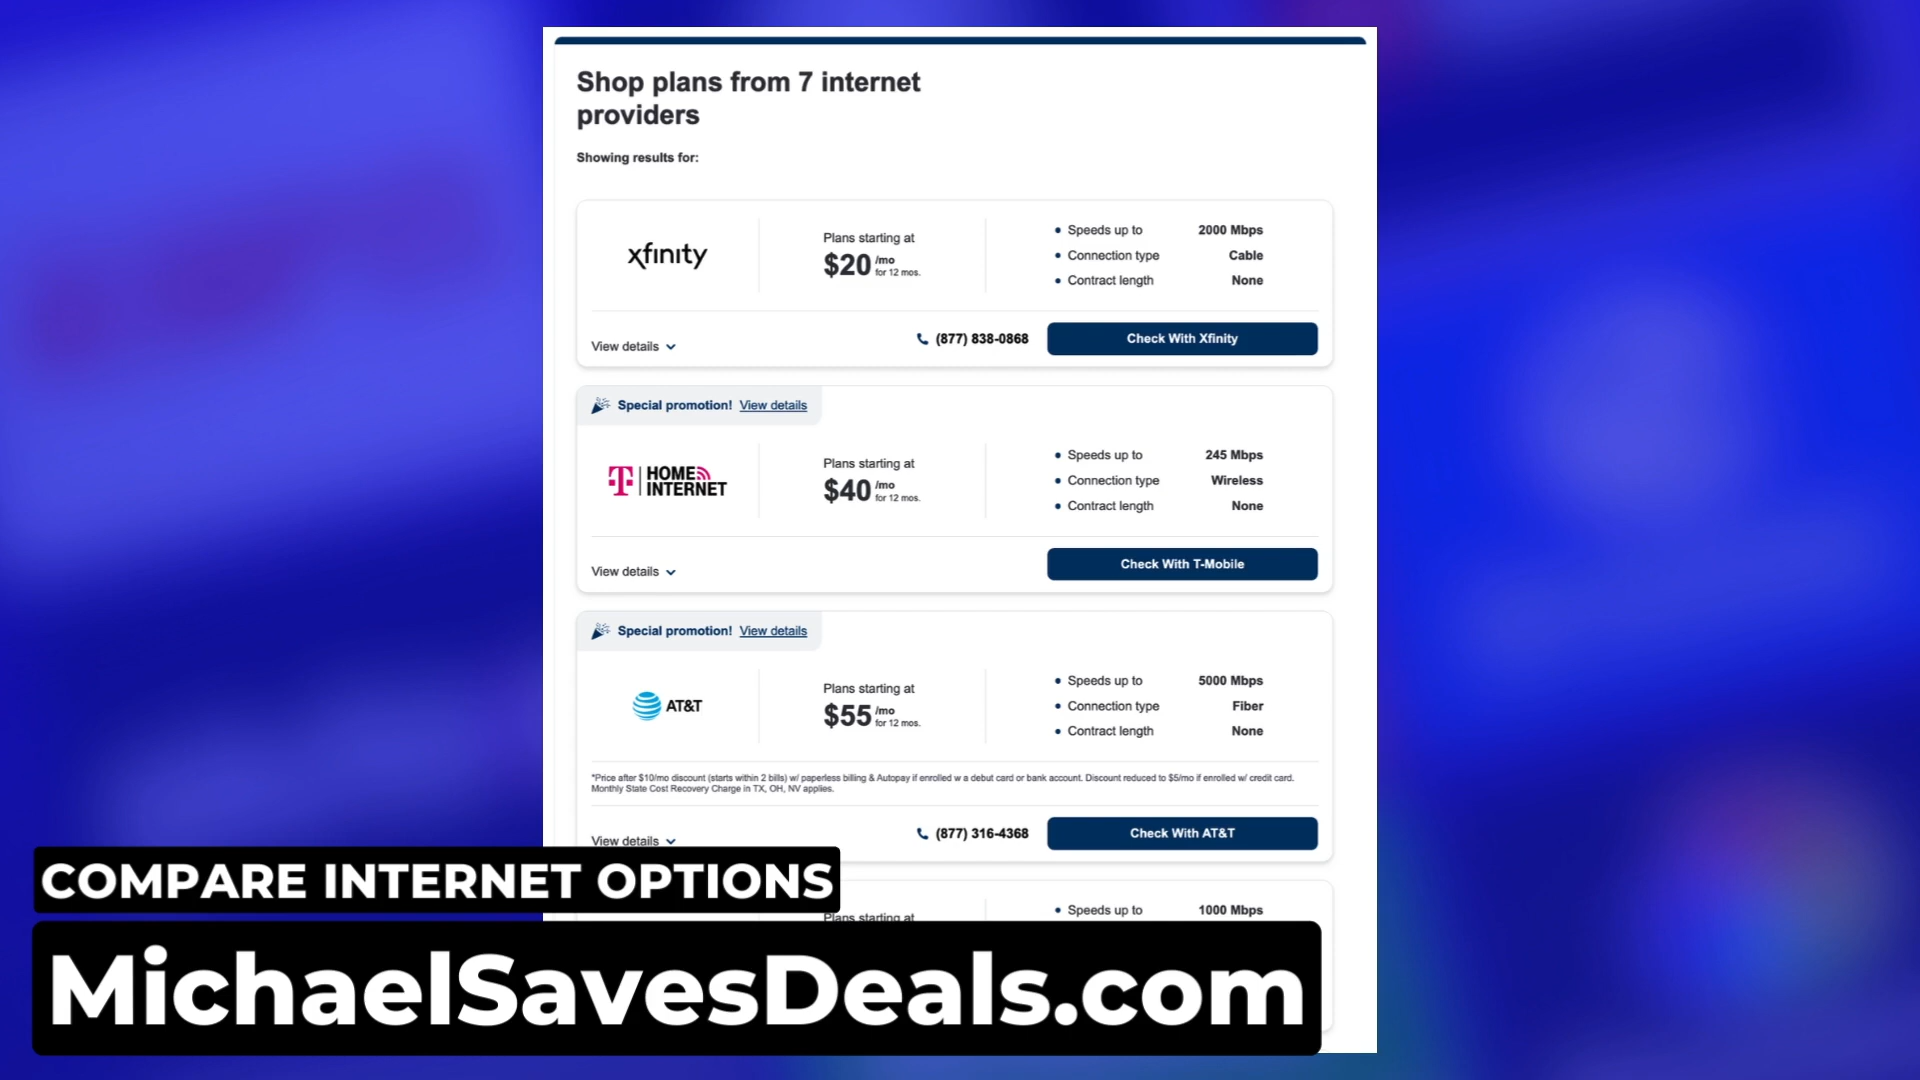 Shop plans from 7 internet
providers
Showing results for:
xfinity
Plans starting at
$20 /mo
for 12 mos.
• Speeds up to 2000 Mbps
• Connection type Cable
• Contract length None
View details
(877) 838-0868
Check With Xfinity
Special promotion! View details
T HOME
INTERNET
Plans starting at
$40 /mo
for 12 mos.
• Speeds up to 245 Mbps
• Connection type Wireless
• Contract length None
View details
Check With T-Mobile
Special promotion! View details
AT&T
Plans starting at
$55 /mo
for 12 mos.
• Speeds up to 5000 Mbps
• Connection type Fiber
• Contract length None
*Price after $10/mo discount (starts within 2 bills) w/ paperless billing & Autopay if enrolled w a debut card or bank account. Discount reduced to $5/mo if enrolled w/ credit card.
Monthly State Cost Recovery Charge in TX, OH, NV applies.
View details
(877) 316-4368
Check With AT&T
Plans starting at
• Speeds up to 1000 Mbps
COMPARE INTERNET OPTIONS
MichaelSavesDeals.com